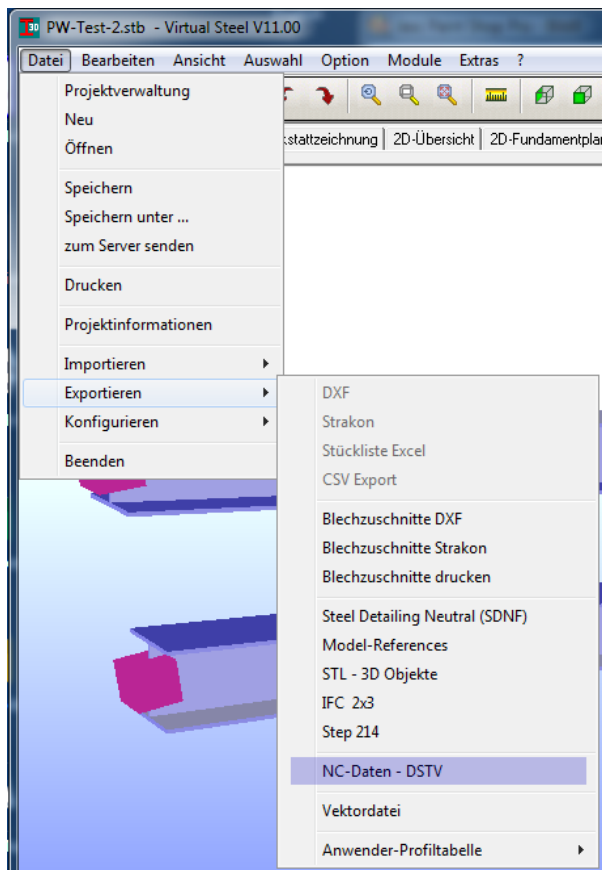 PW-Test-2.stb - Virtual Steel V11.00
Datei Bearbeiten Ansicht Auswahl Option Module Extras ?
kstattzeichnung 2D-Übersicht 2D-Fundamentplan
Projektverwaltung
Neu
Öffnen
Speichern
Speichern unter ...
zum Server senden
Drucken
Projektinformationen
Importieren
Exportieren
Konfigurieren
Beenden
DXF
Strakon
Stückliste Excel
CSV Export
Blechzuschnitte DXF
Blechzuschnitte Strakon
Blechzuschnitte drucken
Steel Detailing Neutral (SDNF)
Model-References
STL - 3D Objekte
IFC 2x3
Step 214
NC-Daten - DSTV
Vektordatei
Anwender-Profiltabelle